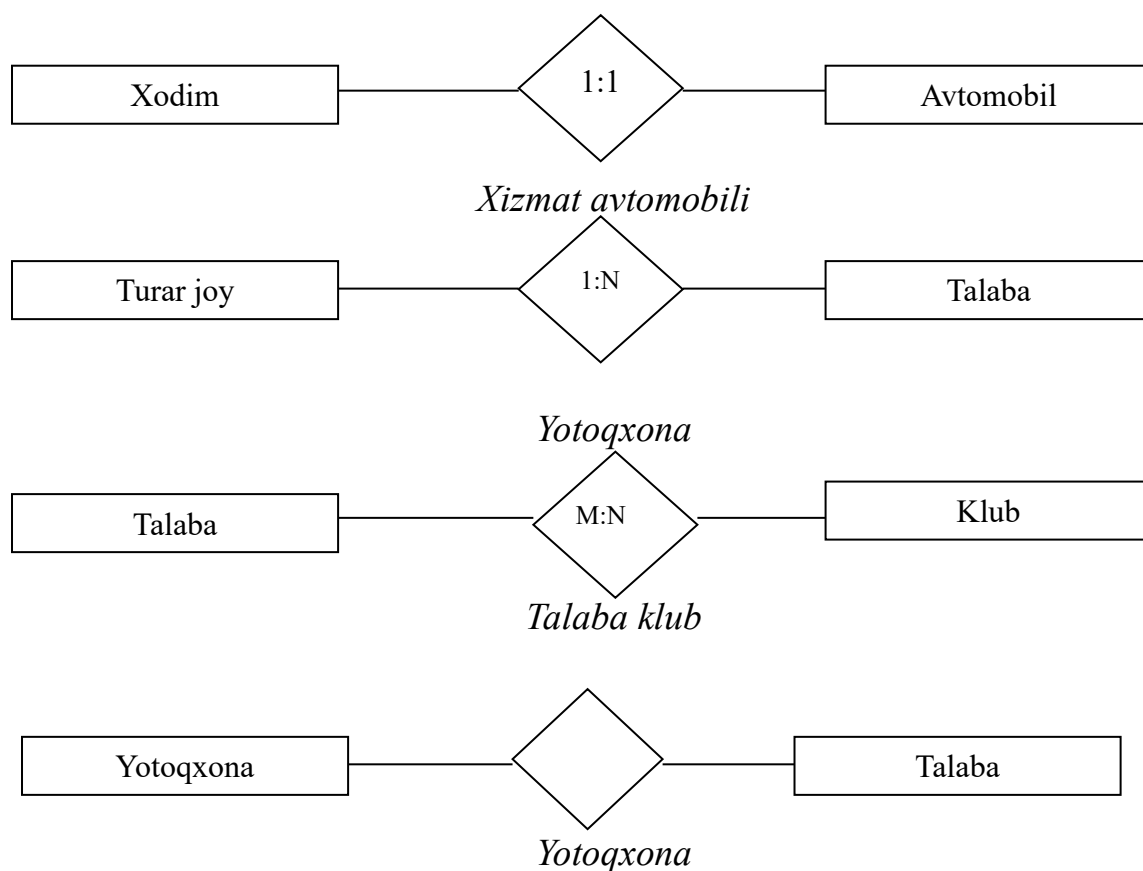 Xodim 1:1 Avtomobil
Xizmat avtomobili
Turar joy 1:N Talaba
Yotoqxona
Talaba M:N Klub
Talaba klub
Yotoqxona Talaba
Yotoqxona